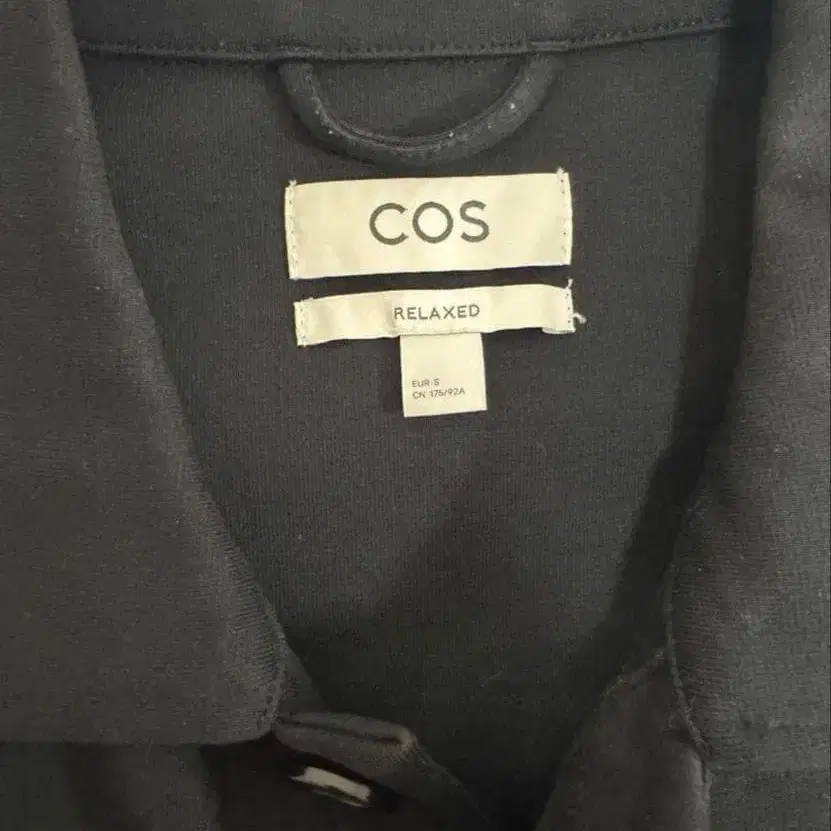 COS
RELAXED
EUR S
CN 175/92A